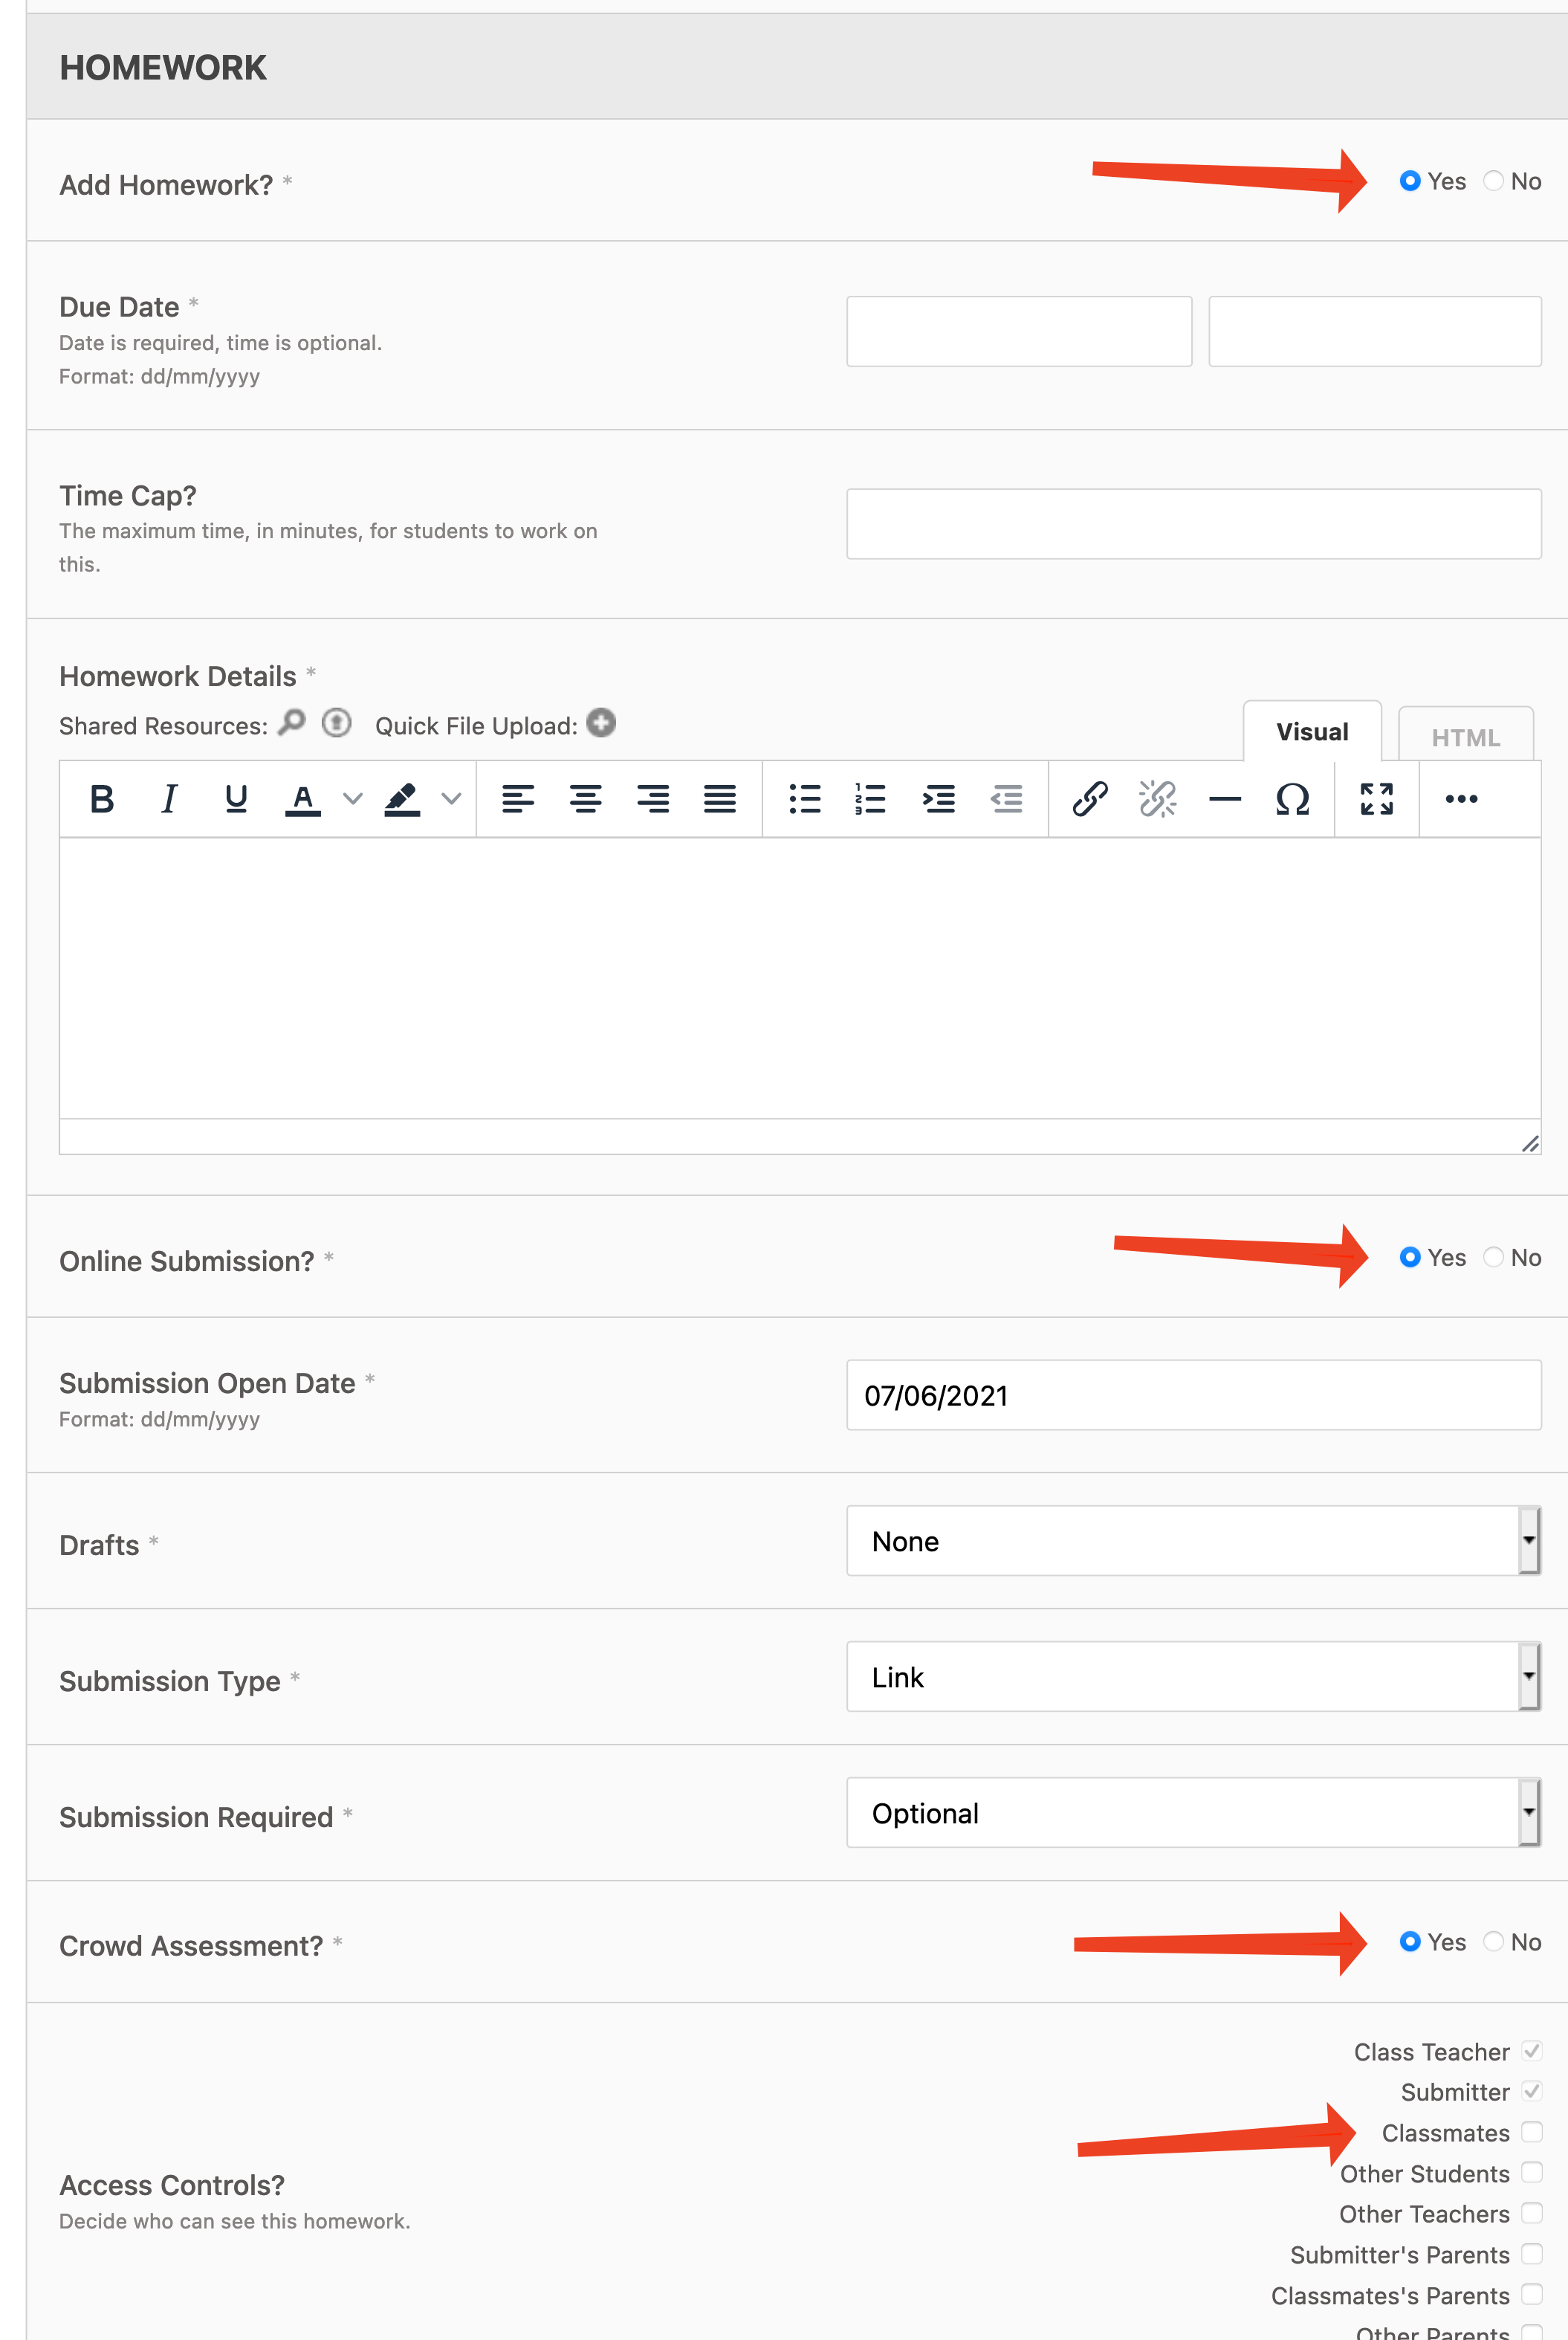 HOMEWORK
Add Homework? *
Yes No
Due Date *
Date is required, time is optional.
Format: dd/mm/yyyy
Time Cap?
The maximum time, in minutes, for students to work on
this.
Homework Details *
Shared Resources: Quick File Upload:
Visual HTML
B I U A Ω
Online Submission? *
Yes No
Submission Open Date *
Format: dd/mm/yyyy
07/06/2021
Drafts *
None
Submission Type *
Link
Submission Required *
Optional
Crowd Assessment? *
Yes No
Access Controls?
Decide who can see this homework.
Class Teacher
Submitter
Classmates
Other Students
Other Teachers
Submitter's Parents
Classmates's Parents
Other Parents